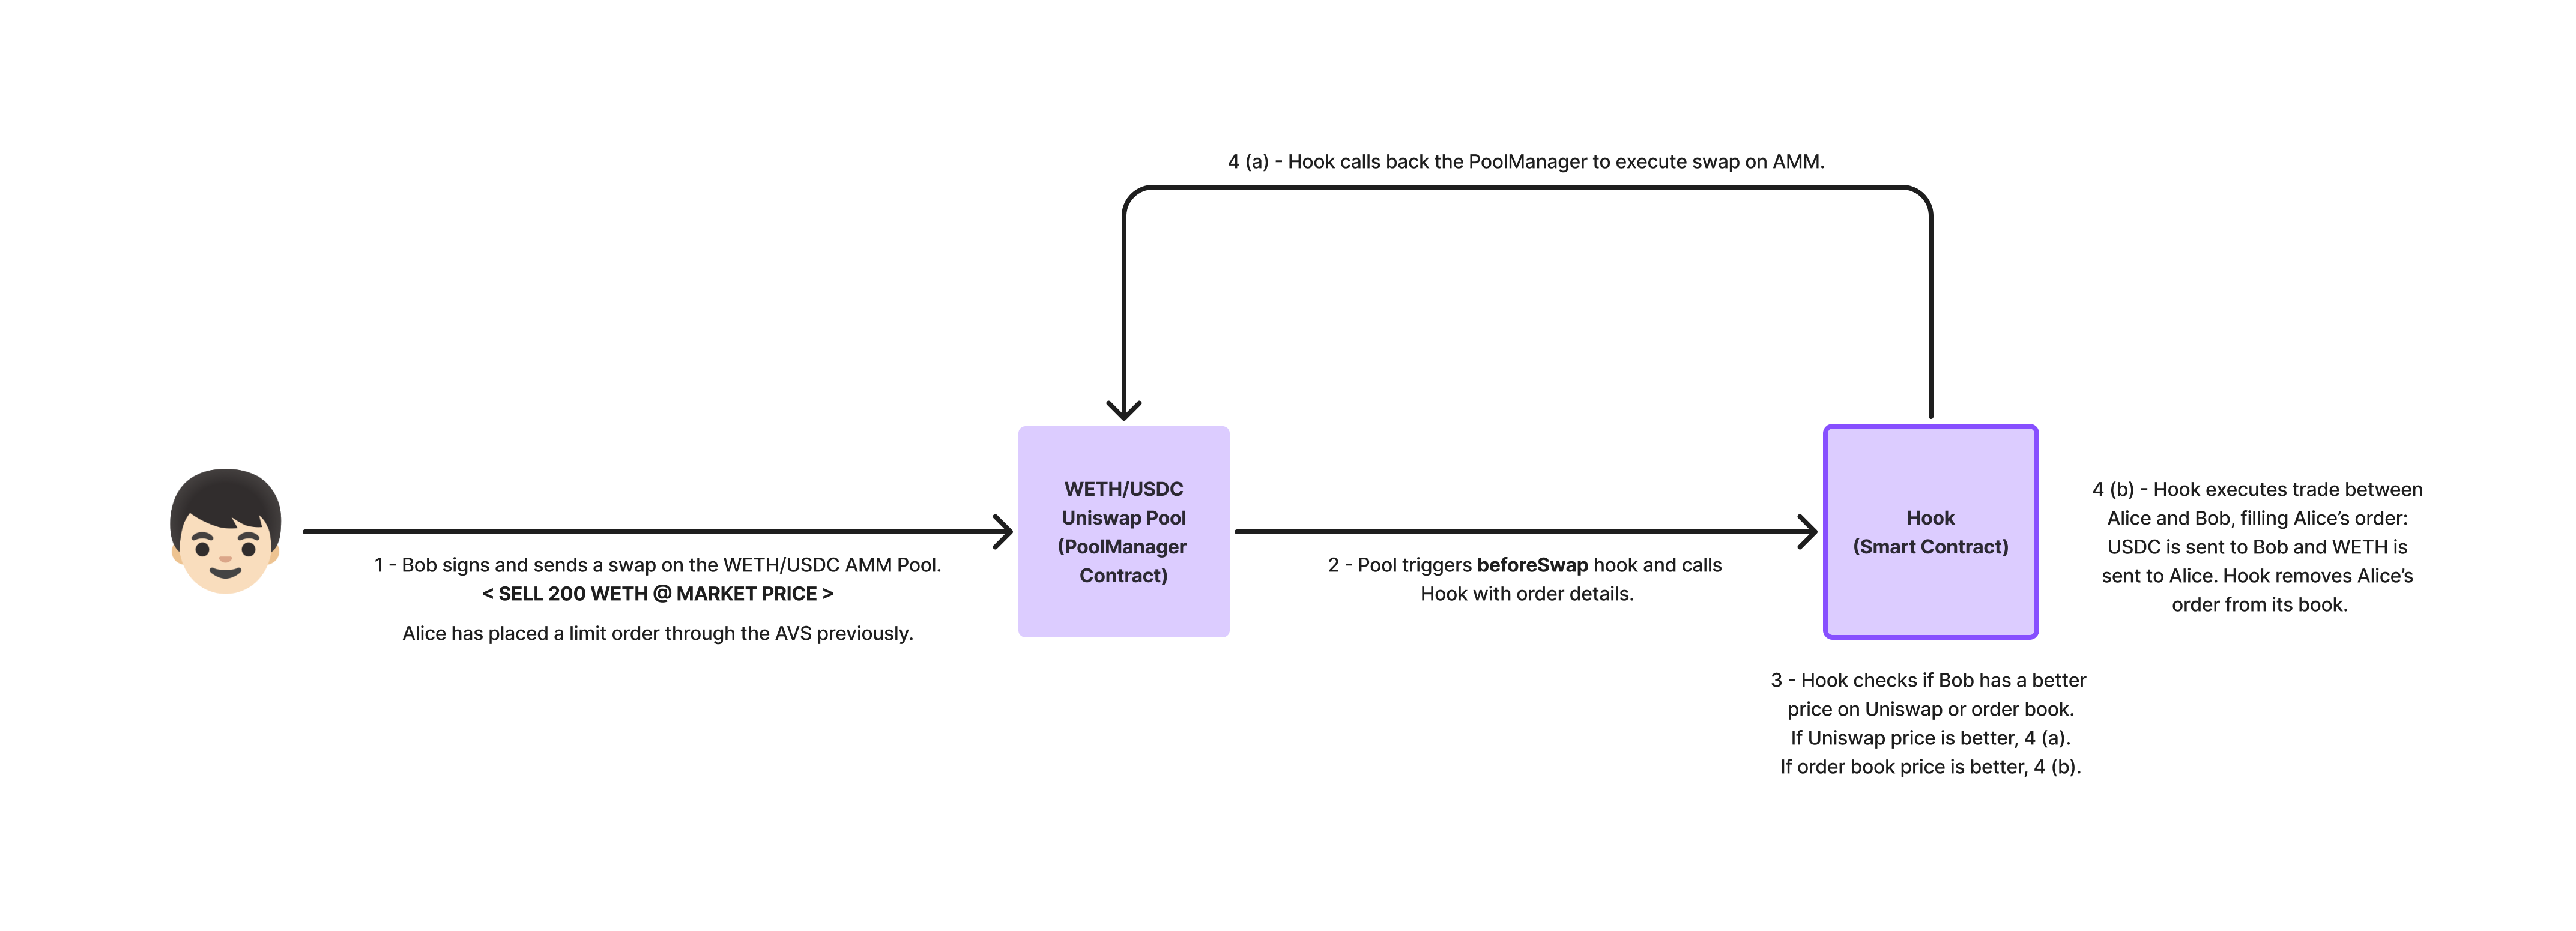 4 (a) - Hook calls back the PoolManager to execute swap on AMM.
1 - Bob signs and sends a swap on the WETH/USDC AMM Pool.
< SELL 200 WETH @ MARKET PRICE >
Alice has placed a limit order through the AVS previously.
WETH/USDC
Uniswap Pool
(PoolManager
Contract)
2 - Pool triggers beforeSwap hook and calls
Hook with order details.
Hook
(Smart Contract)
3 - Hook checks if Bob has a better
price on Uniswap or order book.
If Uniswap price is better, 4 (a).
If order book price is better, 4 (b).
4 (b) - Hook executes trade between
Alice and Bob, filling Alice’s order:
USDC is sent to Bob and WETH is
sent to Alice. Hook removes Alice’s
order from its book.